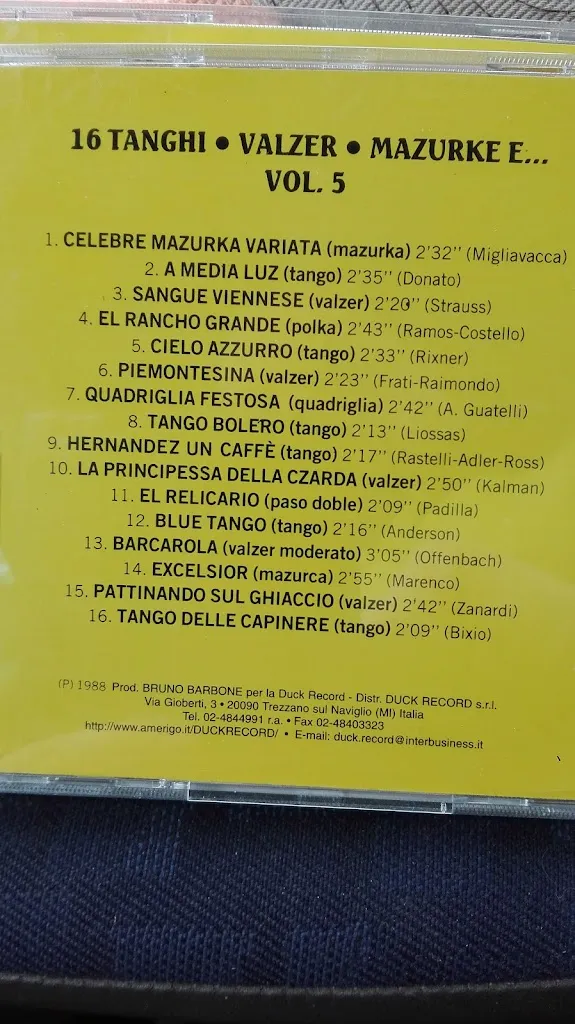 16 TANGHI • VALZER • MAZURKE E...
VOL. 5
1. CELEBRE MAZURKA VARIATA (mazurka) 2'32'' (Migliavacca)
2. A MEDIA LUZ (tango) 2'35'' (Donato)
3. SANGUE VIENNESE (valzer) 2'20'' (Strauss)
4. EL RANCHO GRANDE (polka) 2'43'' (Ramos-Costello)
5. CIELO AZZURRO (tango) 2'33'' (Rixner)
6. PIEMONTESINA (valzer) 2'23'' (Frati-Raimondo)
7. QUADRIGLIA FESTOSA (quadriglia) 2'42'' (A. Guatelli)
8. TANGO BOLERO (tango) 2'13'' (Liossas)
9. HERNANDEZ UN CAFFÈ (tango) 2'17'' (Rastelli-Adler-Ross)
10. LA PRINCIPESSA DELLA CZARDA (valzer) 2'50'' (Kalman)
11. EL RELICARIO (paso doble) 2'09'' (Padilla)
12. BLUE TANGO (tango) 2'16'' (Anderson)
13. BARCAROLA (valzer moderato) 3'05'' (Offenbach)
14. EXCELSIOR (mazurca) 2'55'' (Marenco)
15. PATTINANDO SUL GHIACCIO (valzer) 2'42'' (Zanardi)
16. TANGO DELLE CAPINERE (tango) 2'09'' (Bixio)
(P) 1988 Prod. BRUNO BARBONE per la Duck Record - Distr. DUCK RECORD s.r.l.
Via Gioberti, 3 • 20090 Trezzano sul Naviglio (MI) Italia
Tel. 02-4844991 r.a. • Fax 02-48403323
http://www.amerigo.it/DUCKRECORD/ • E-mail: duck.record@interbusiness.it